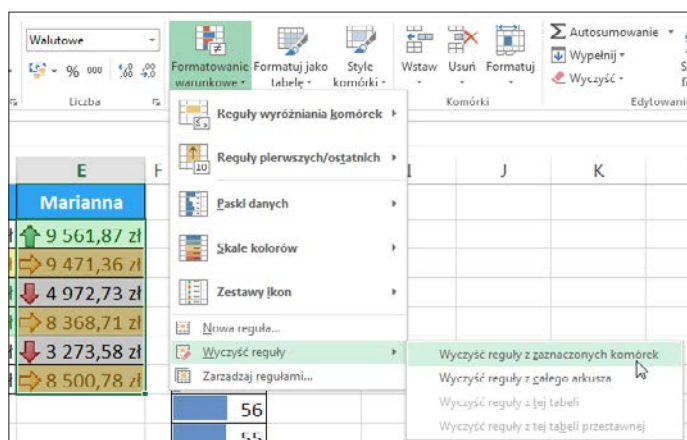 Walutowe
Autosumowanie
% 000
Formatowanie warunkowe
Formatuj jako tabelę
Style komórki
Wstaw
Usuń
Formatuj
Wypełnij
Wyczyść
Liczba
Komórki
Edytowani
Reguły wyróżniania komórek
Reguły pierwszych/ostatnich
10
E
F
I
J
K
Marianna
Paski danych
9 561,87 zł
9 471,36 zł
Skale kolorów
4 972,73 zł
Zestawy ikon
8 368,71 zł
Nowa reguła...
3 273,58 zł
Wyczyść reguły
Wyczyść reguły z zaznaczonych komórek
8 500,78 zł
Zarządzaj regułami...
Wyczyść reguły z całego arkusza
56
Wyczyść reguły z tej tabeli
55
Wyczyść reguły z tej tabeli przestawnej